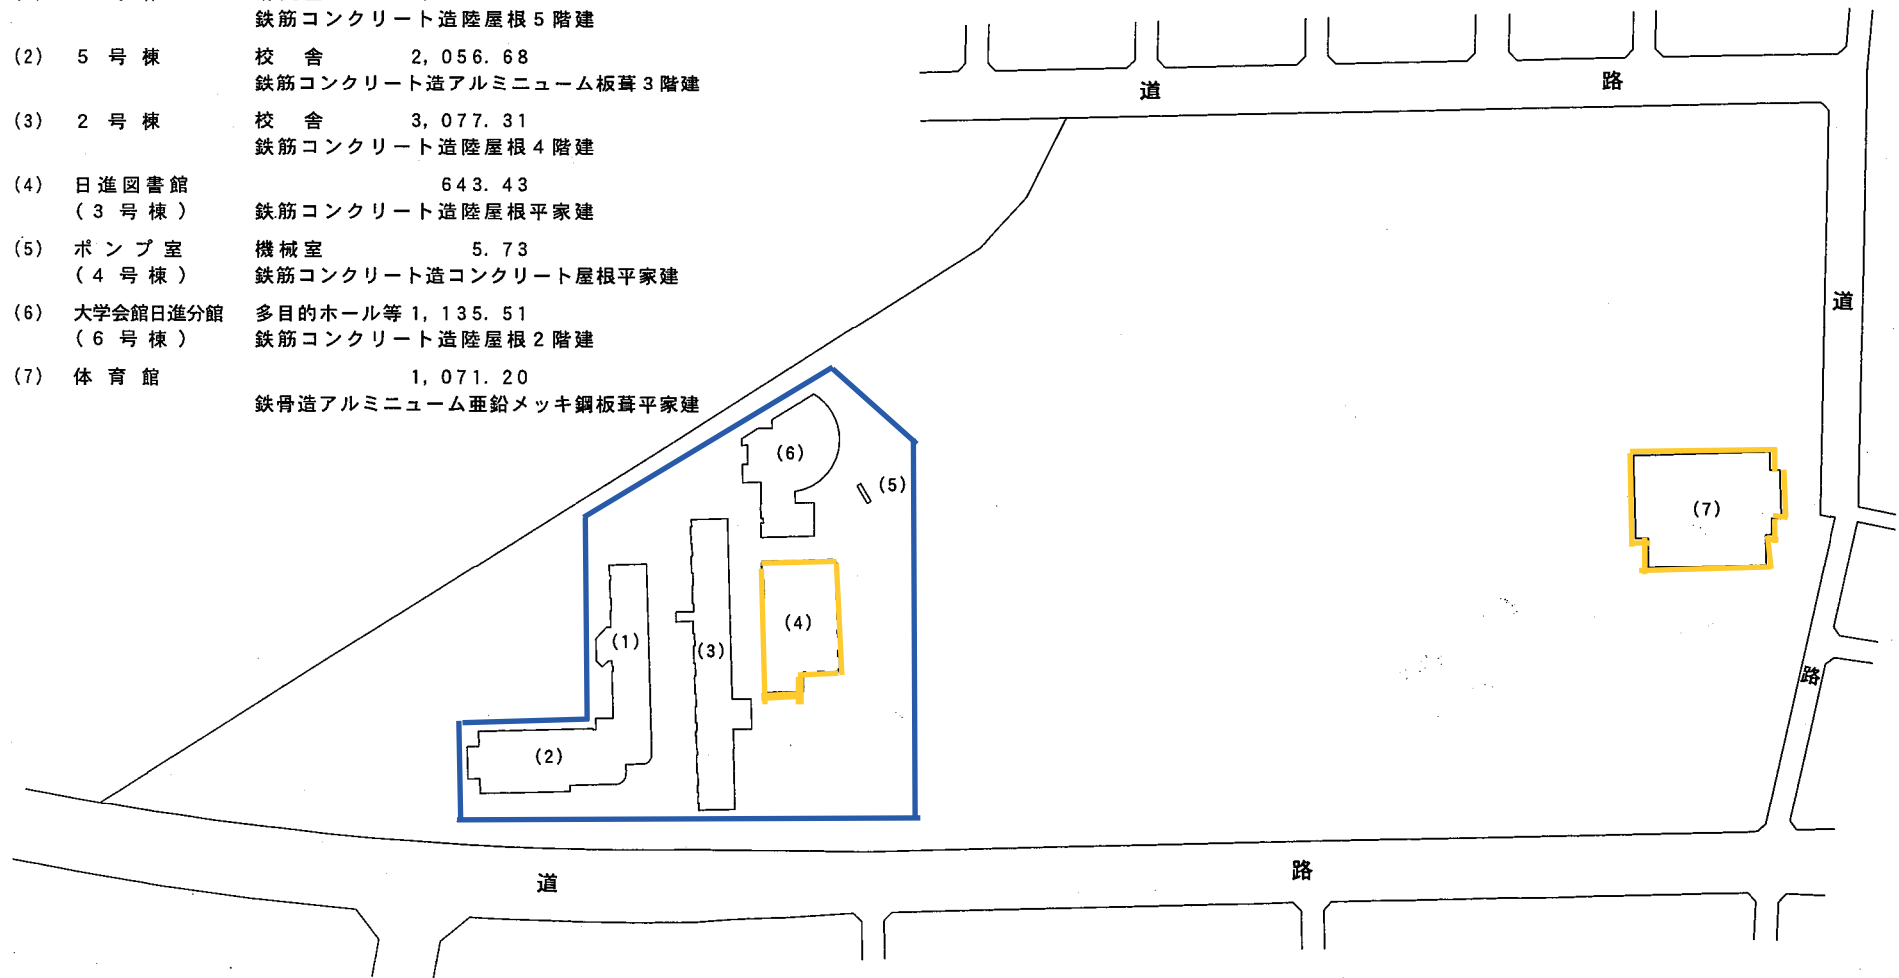 鉄筋コンクリート造陸屋根5階建
(2) 5号棟 校舎 2,056.68
鉄筋コンクリート造アルミニューム板葺3階建
(3) 2号棟 校舎 3,077.31
鉄筋コンクリート造陸屋根4階建
(4) 日進図書館 643.43
(3号棟) 鉄筋コンクリート造陸屋根平家建
(5) ポンプ室 機械室 5.73
(4号棟) 鉄筋コンクリート造コンクリート屋根平家建
(6) 大学会館日進分館 多目的ホール等 1,135.51
(6号棟) 鉄筋コンクリート造陸屋根2階建
(7) 体育館 1,071.20
鉄骨造アルミニューム亜鉛メッキ鋼板葺平家建
道 路
道
路
(6)
(5)
(7)
(4)
(1)
(3)
(2)
道 路